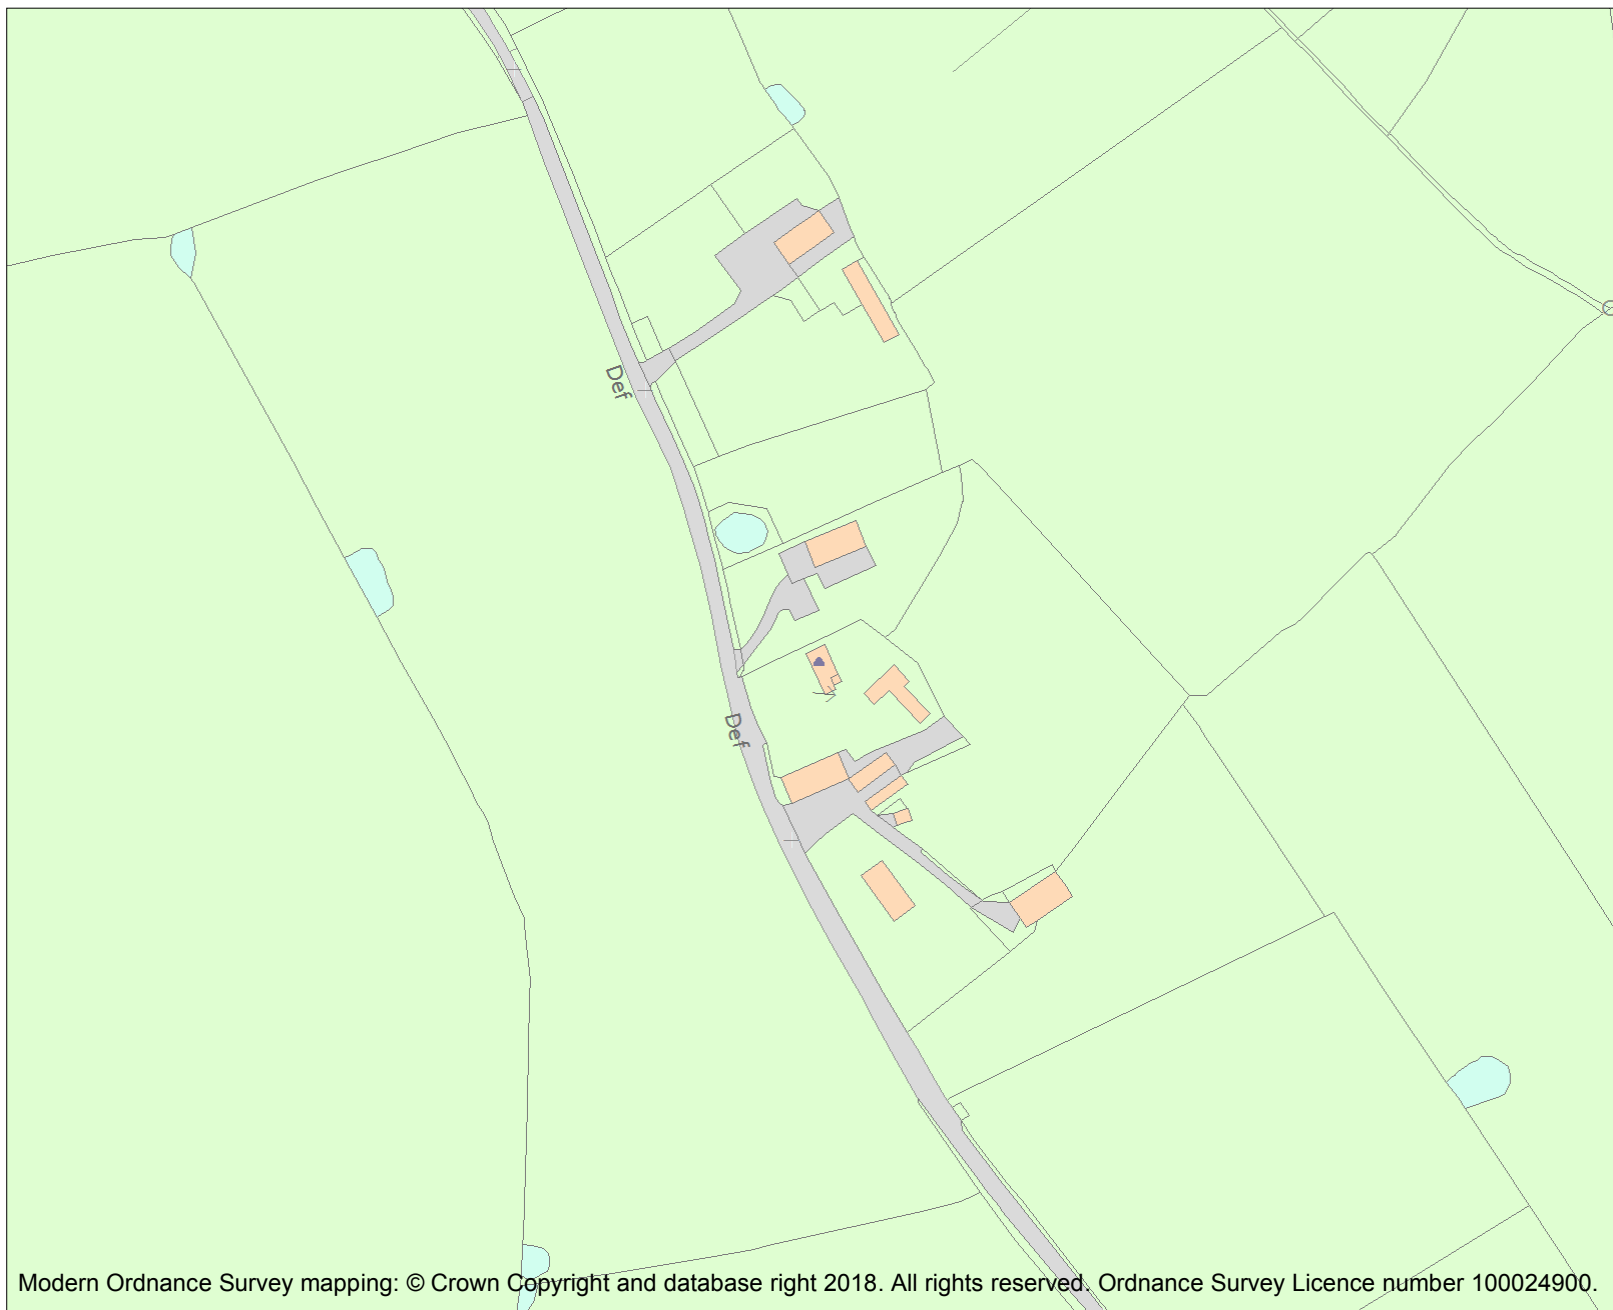 Def
Def
Modern Ordnance Survey mapping: © Crown Copyright and database right 2018. All rights reserved. Ordnance Survey Licence number 100024900.